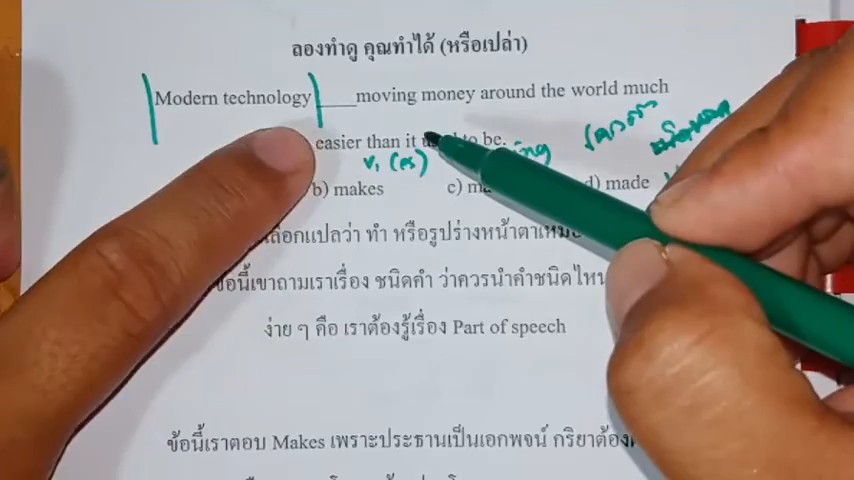 ลองทำดู คุณทำได้ (หรือเปล่า)
Modern technology ____moving money around the world much
easier than it to be.
v, (es) ing
b) makes c) d) made
เลือกแปลว่า ทำ หรือรูปร่างหน้าตาเหมือ
ข้อนี้เขาถามเราเรื่อง ชนิดคำ ว่าควรนำคำชนิดไหน
ง่าย ๆ คือ เราต้องรู้เรื่อง Part of speech
ข้อนี้เราตอบ Makes เพราะประธานเป็นเอกพจน์ กริยาต้อง